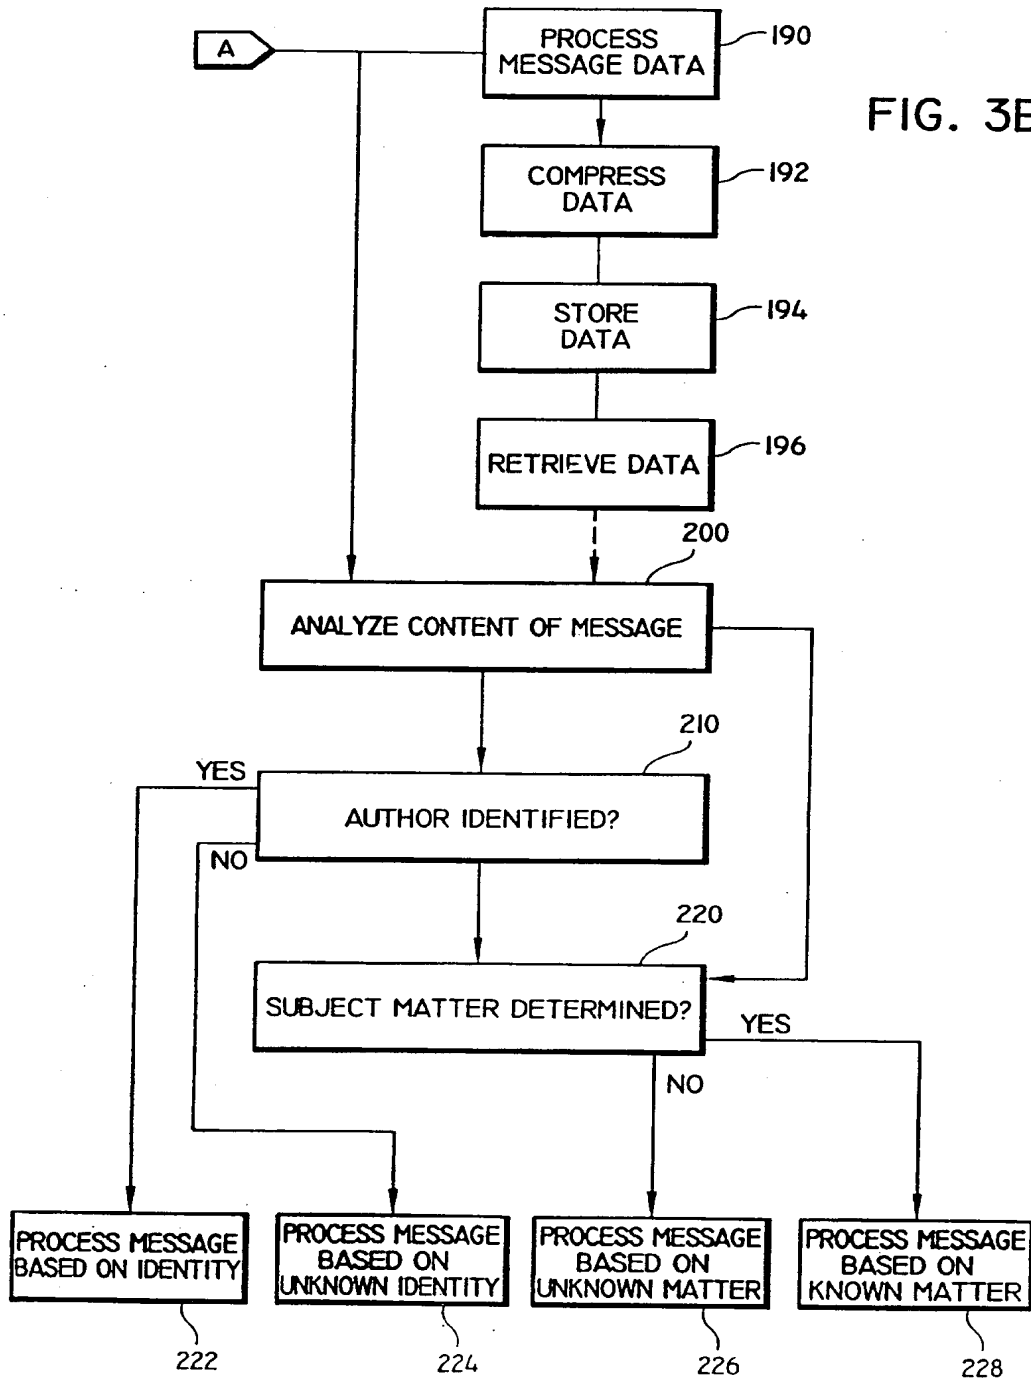 A
PROCESS
MESSAGE DATA
190
FIG. 3B
COMPRESS
DATA
192
STORE
DATA
194
RETRIEVE DATA
196
200
ANALYZE CONTENT OF MESSAGE
210
YES
AUTHOR IDENTIFIED?
NO
220
SUBJECT MATTER DETERMINED?
YES
NO
PROCESS MESSAGE
BASED ON IDENTITY
PROCESS MESSAGE
BASED ON
UNKNOWN IDENTITY
PROCESS MESSAGE
BASED ON
UNKNOWN MATTER
PROCESS MESSAGE
BASED ON
KNOWN MATTER
222
224
226
228